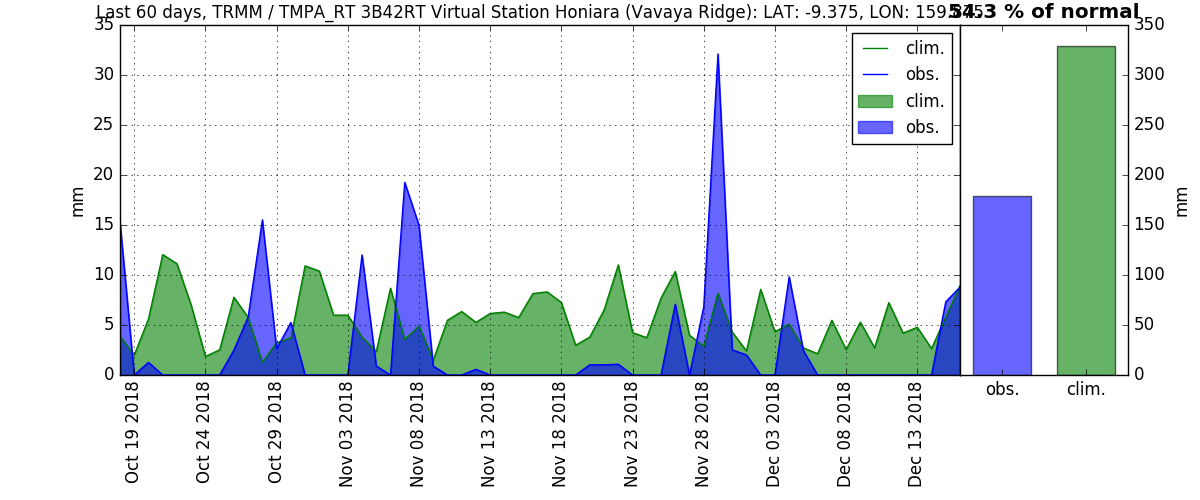 Last 60 days, TRMM / TMPA_RT 3B42RT Virtual Station Honiara (Vavaya Ridge): LAT: -9.375, LON: 54.3 % of normal
35
30
25
20
15
10
5
0
mm
clim.
obs.
clim.
obs.
350
300
250
200
150
100
50
0
mm
obs.
clim.
Oct 19 2018
Oct 24 2018
Oct 29 2018
Nov 03 2018
Nov 08 2018
Nov 13 2018
Nov 18 2018
Nov 23 2018
Nov 28 2018
Dec 03 2018
Dec 08 2018
Dec 13 2018